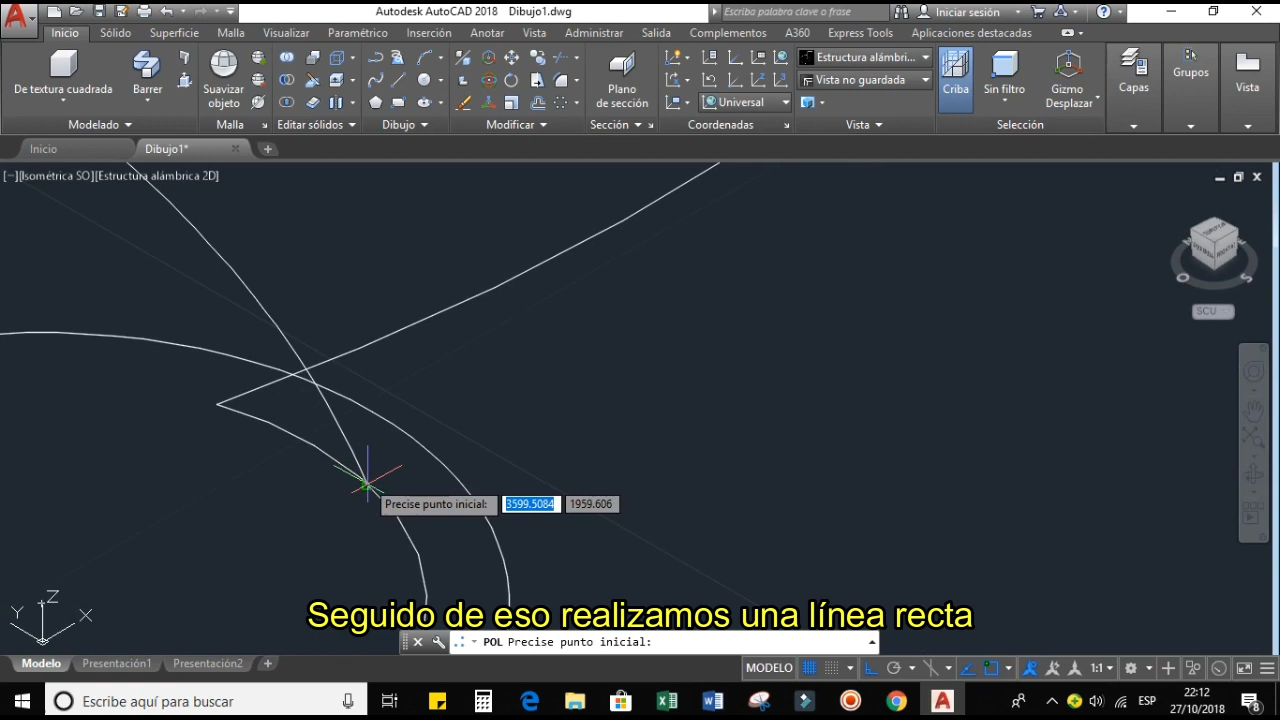 Autodesk AutoCAD 2018 Dibujo1.dwg
Escriba palabra clave o frase
Iniciar sesión
Inicio Sólido Superficie Malla Visualizar Paramétrico Inserción Anotar Vista Administrar Salida Complementos A360 Express Tools Aplicaciones destacadas
De textura cuadrada
Barrer
Suavizar objeto
Plano de sección
Universal
Estructura alámbri...
Vista no guardada
Criba
Sin filtro
Gizmo Desplazar
Capas
Grupos
Vista
Modelado Malla Editar sólidos Dibujo Modificar Sección Coordenadas Vista Selección
Inicio Dibujo1*
[−][Isométrica SO][Estructura alámbrica 2D]
SCU
Precise punto inicial: 3599.5084 1959.606
Z
Y X
Seguido de eso realizamos una línea recta
POL Precise punto inicial:
Modelo Presentación1 Presentación2
MODELO 1:1
Escribe aquí para buscar
ESP
22:12
27/10/2018
8